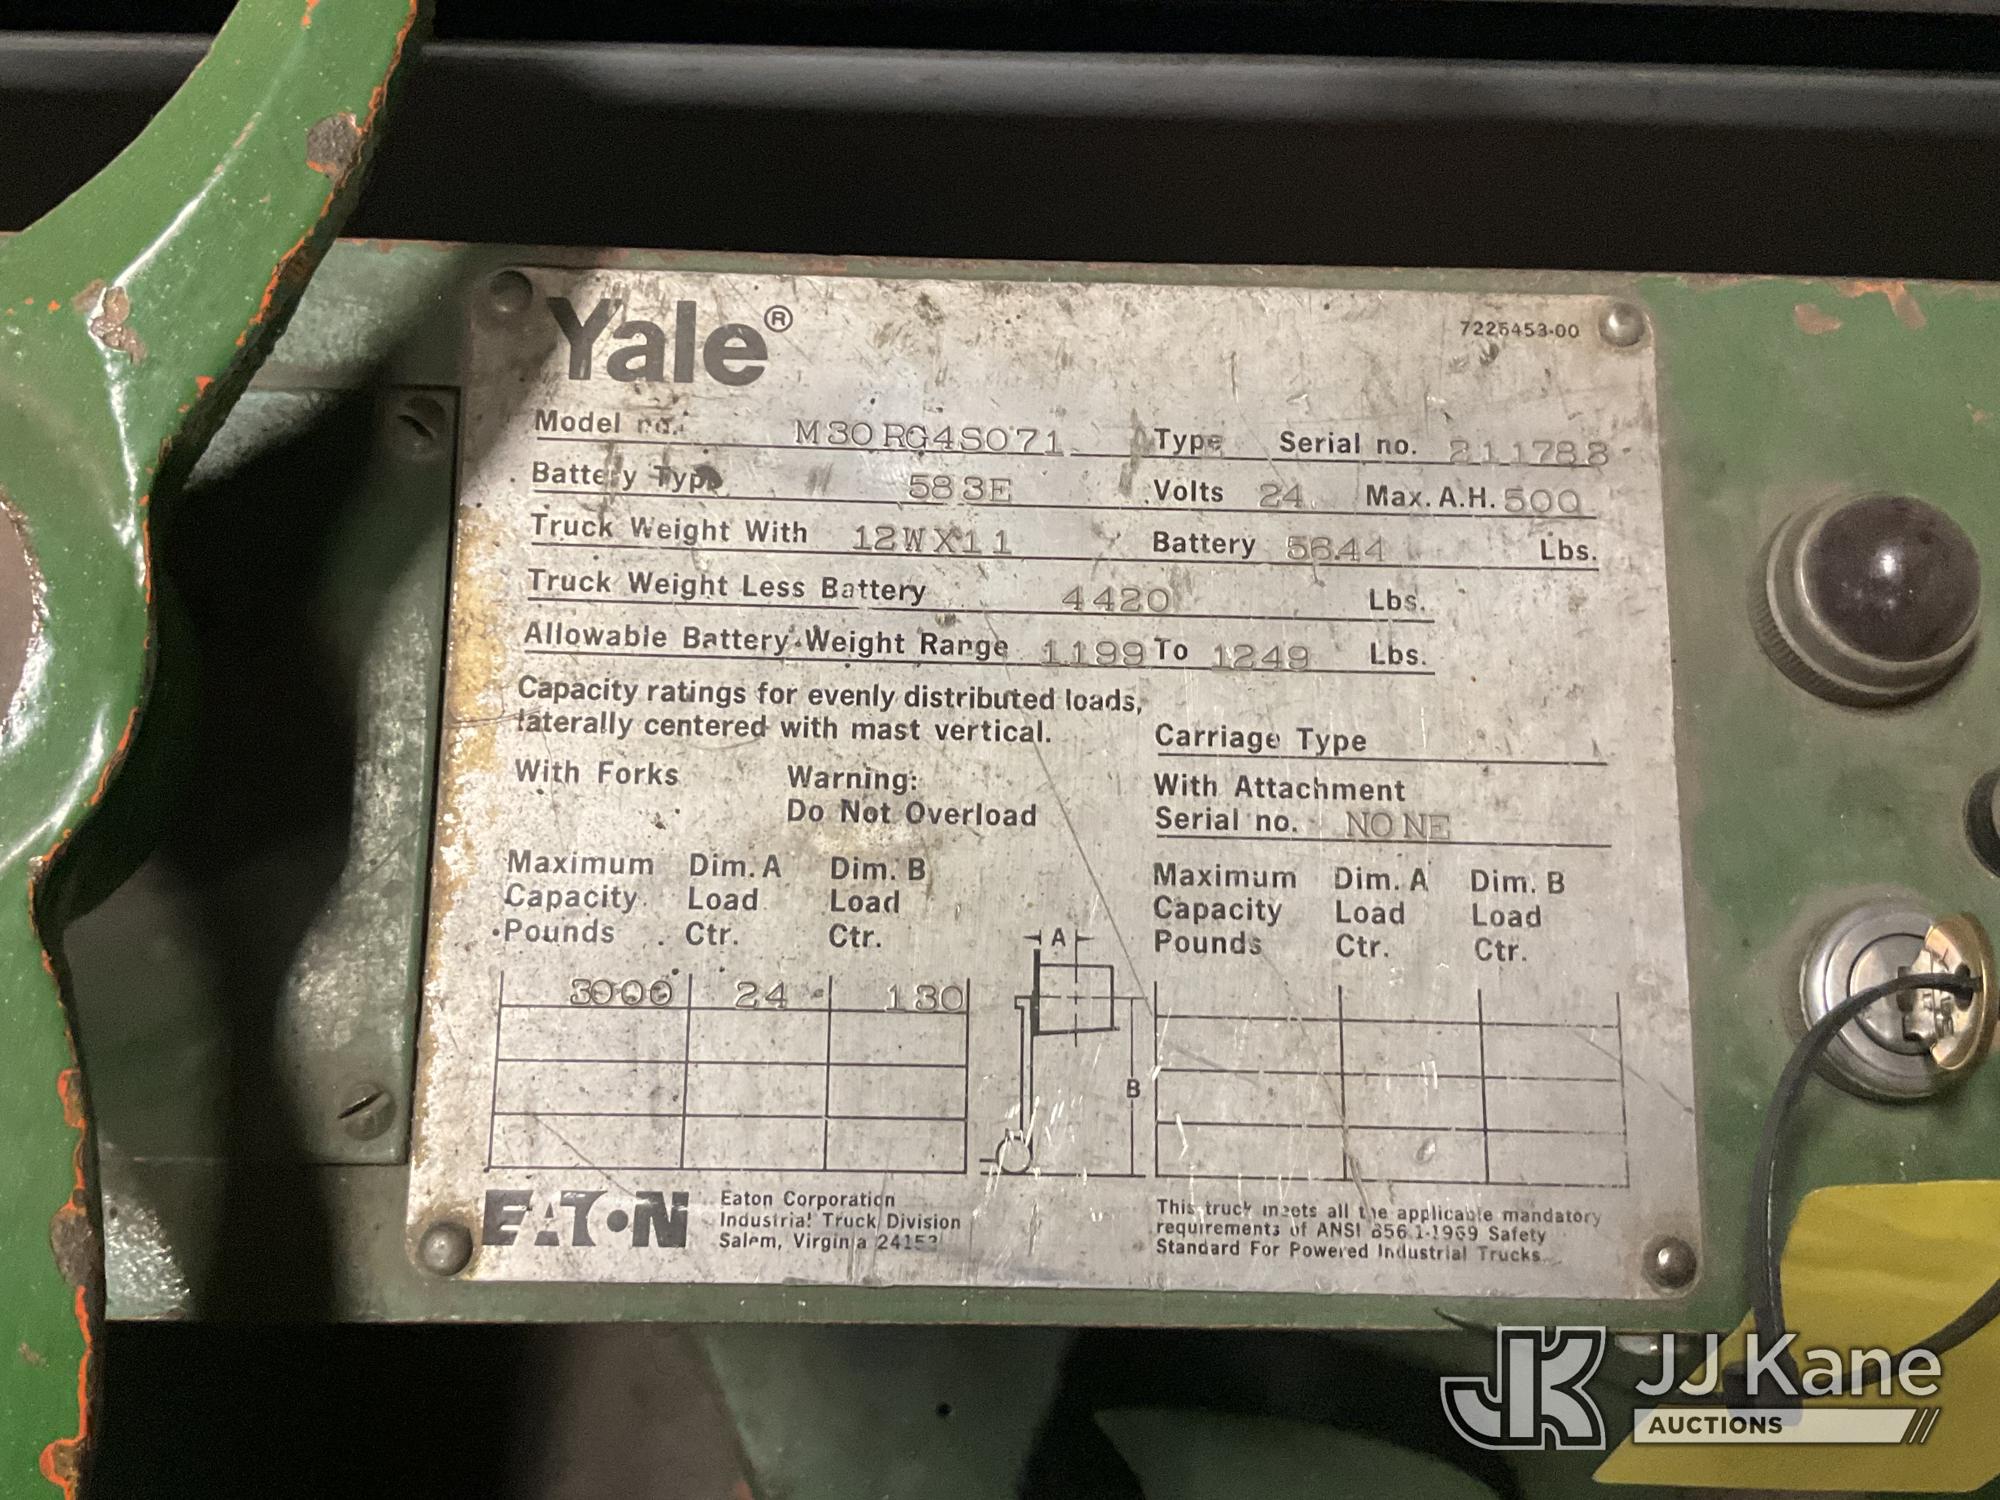 Yale®
7225453-00
Model no. M30RG4S071 Type Serial no.
Battery Type 583E Volts 24 Max. A.H. 500
Truck Weight With 12WX11 Battery 5644 Lbs.
Truck Weight Less Battery 4420 Lbs.
Allowable Battery Weight Range 1199 To 1249 Lbs.
Capacity ratings for evenly distributed loads,
laterally centered with mast vertical.
Carriage Type
With Forks
Warning:
Do Not Overload
With Attachment
Serial no. NONE
Maximum Dim. A Dim. B
Capacity Load Load
Pounds Ctr. Ctr.
3000 24 130
A
B
Maximum Dim. A Dim. B
Capacity Load Load
Pounds Ctr. Ctr.
EATON
Eaton Corporation
Industrial Truck Division
Salem, Virginia 24153
This truck meets all the applicable mandatory
requirements of ANSI B56.1-1969 Safety
Standard For Powered Industrial Trucks
JK JJ Kane
AUCTIONS